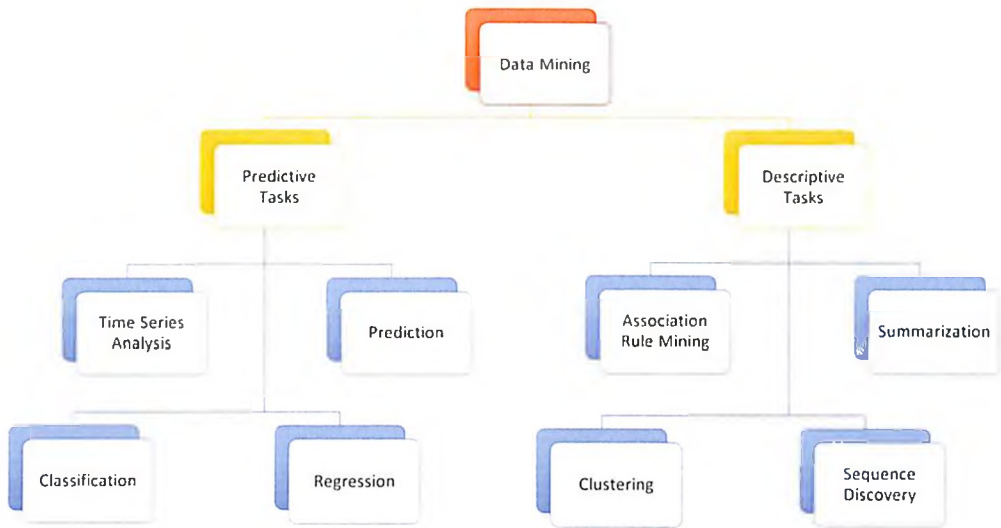 Data Mining
Predictive
Tasks
Descriptive
Tasks
Time Series
Analysis
Prediction
Association
Rule Mining
Summarization
Classification
Regression
Clustering
Sequence
Discovery